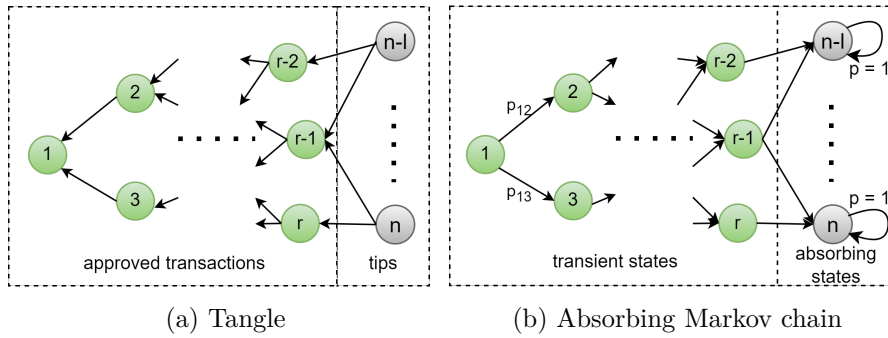 n-l
r-2
2
1
r-1
3
r
n
approved transactions
tips
(a) Tangle
n-l
p = 1
r-2
2
p12
1
r-1
p13
3
p = 1
r
n
transient states
absorbing
states
(b) Absorbing Markov chain